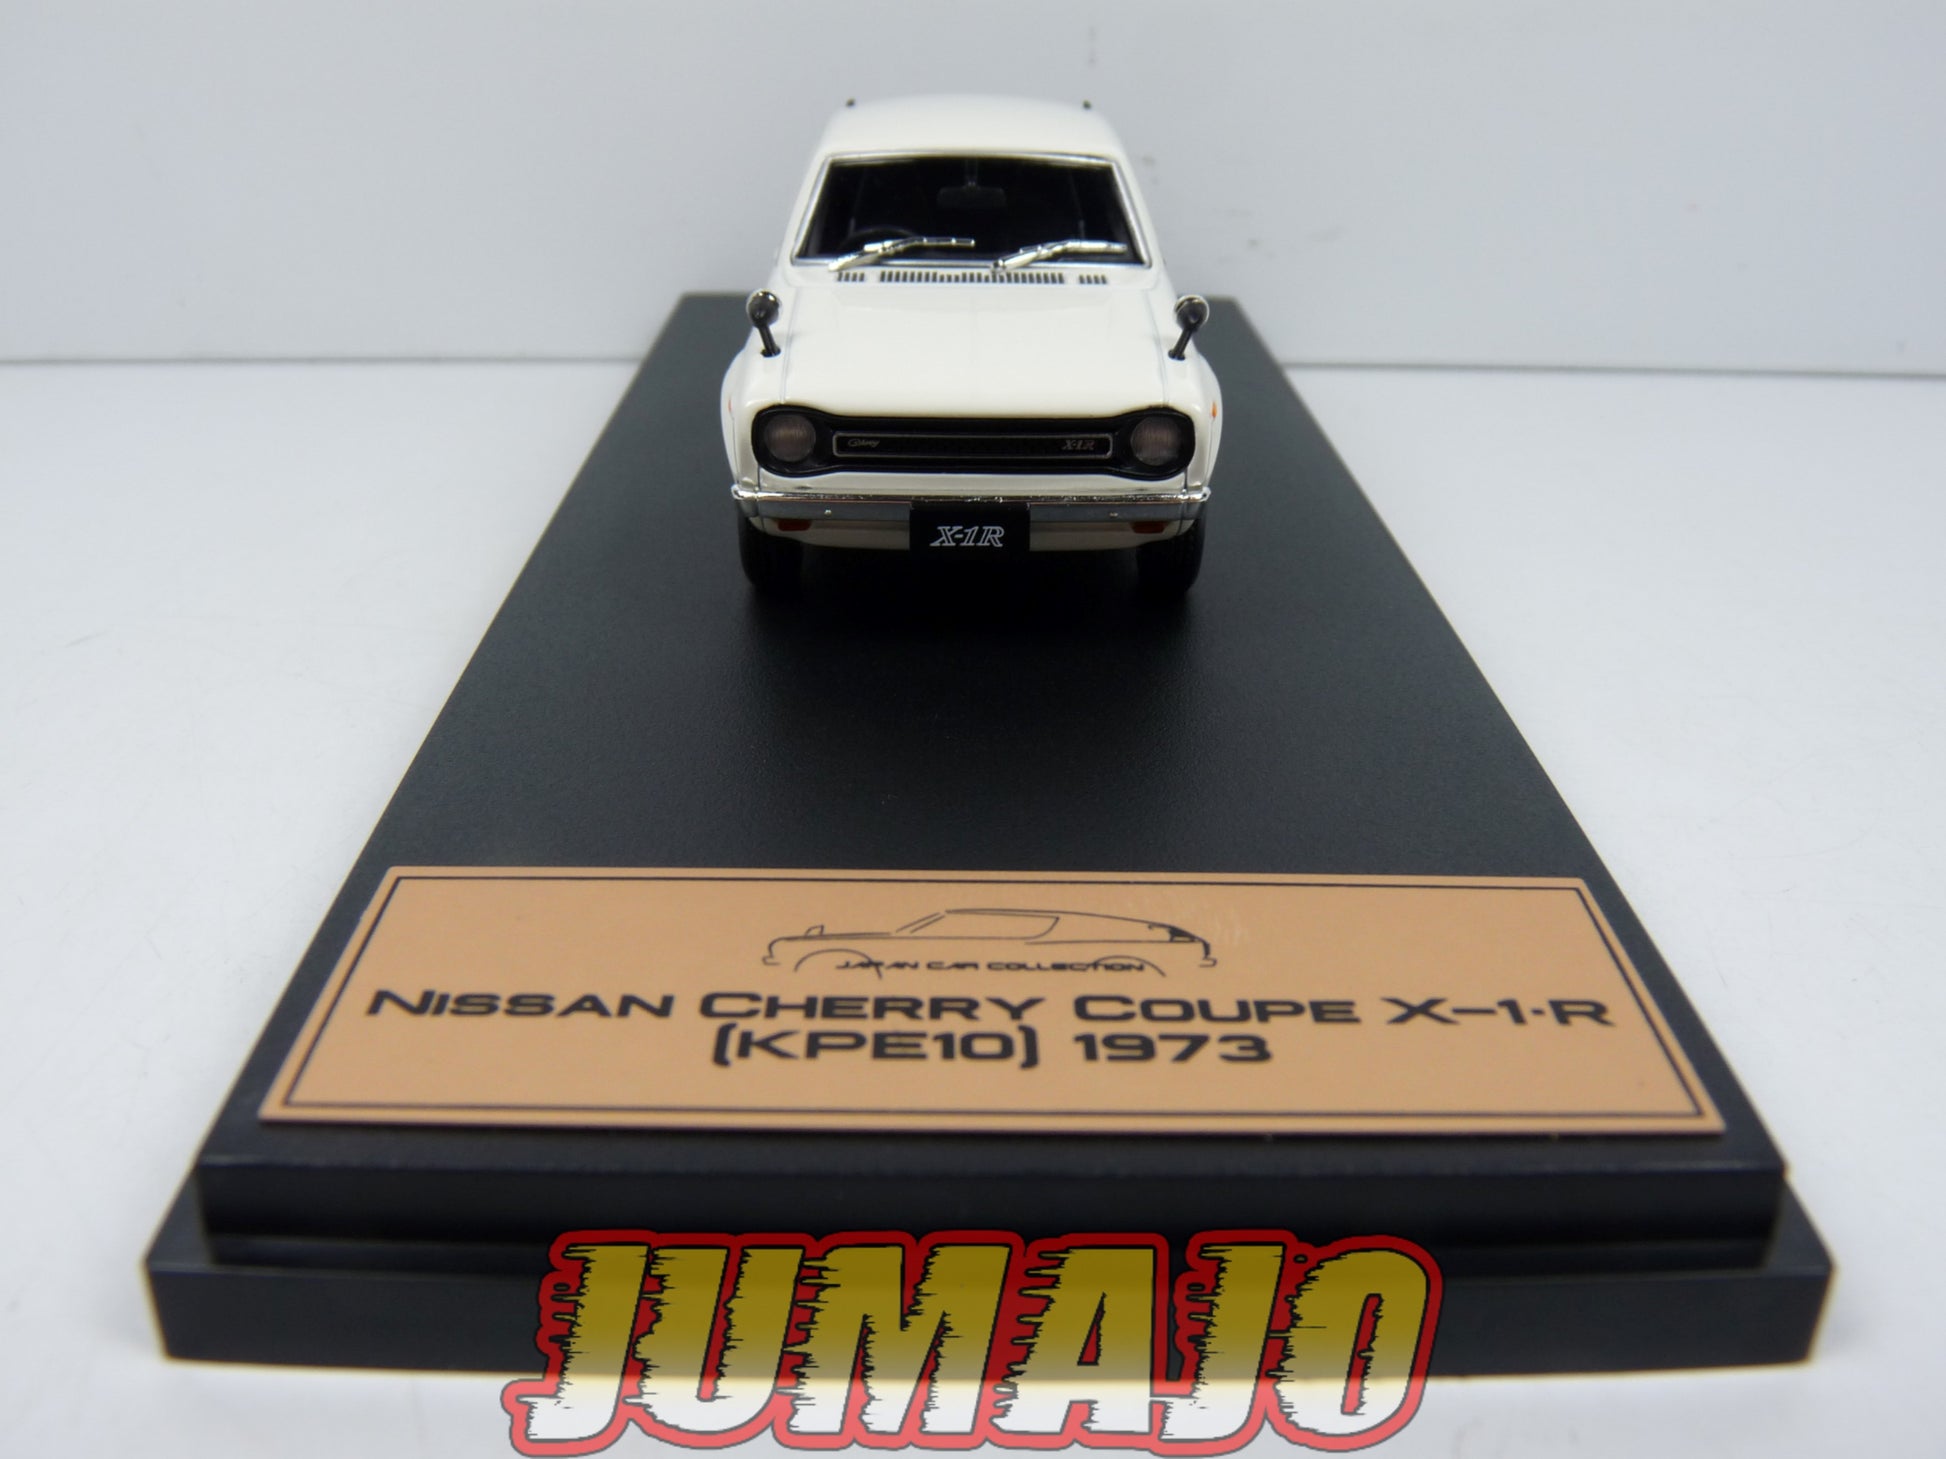 Cherry
X-1R
X-1R
JAPAN CAR COLLECTION
NISSAN CHERRY COUPE X-1·R
(KPE10) 1973
JUMAJO